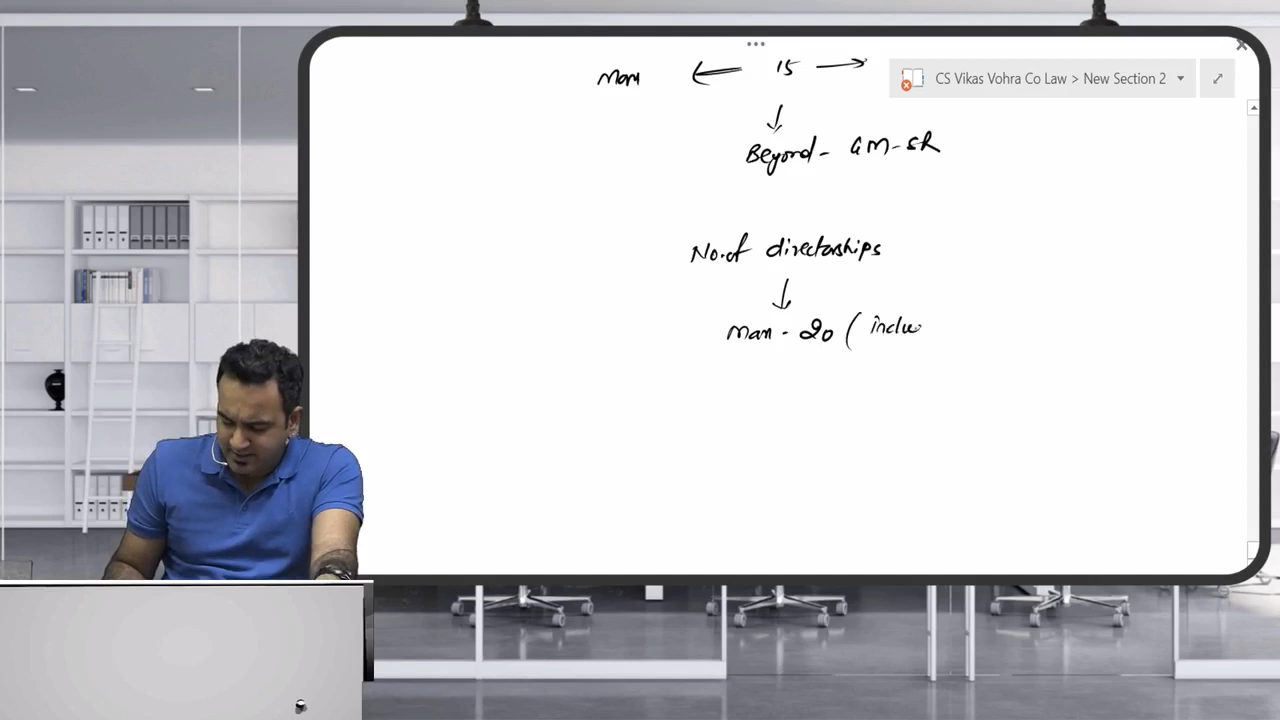 Max ← 15 →
CS Vikas Vohra Co Law > New Section 2
↓
Beyond - GM-SR
No. of directorships
↓
Max - 20 ( inclu